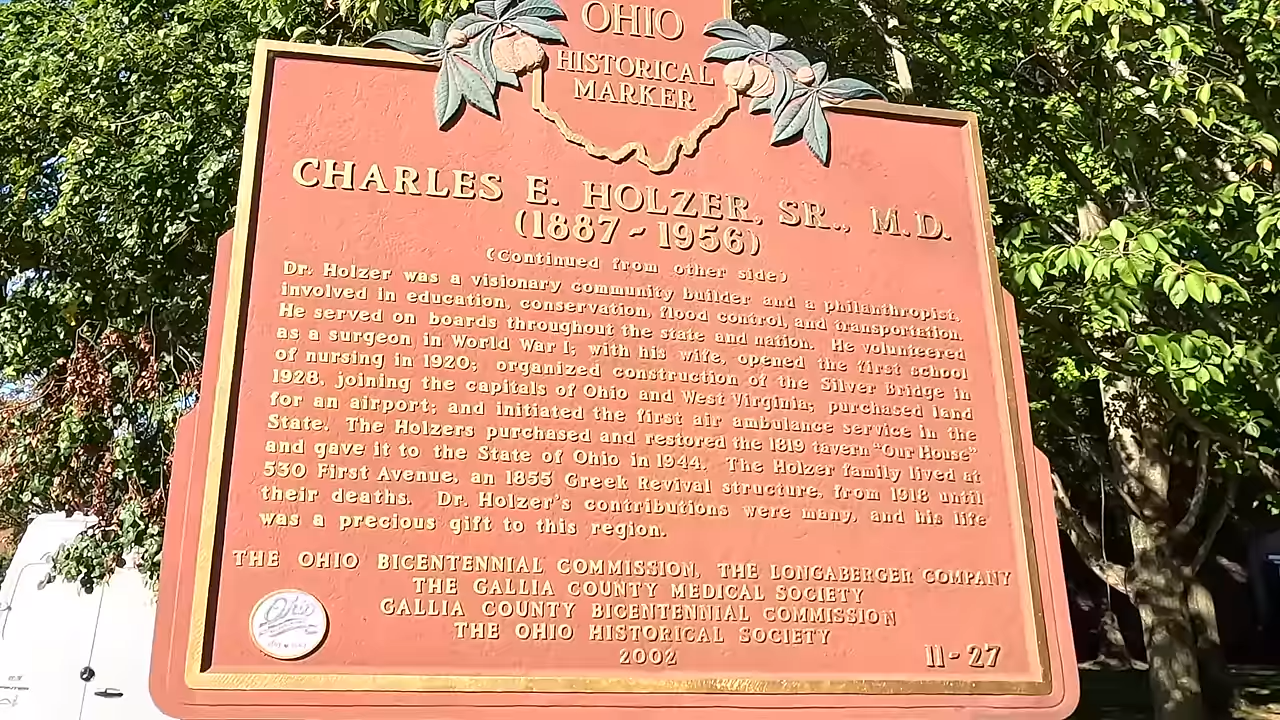 OHIO
HISTORICAL
MARKER
CHARLES E. HOLZER, SR., M.D.
(1887~1956)
(Continued from other side)
Dr. Holzer was a visionary community builder and a philanthropist,
involved in education, conservation, flood control, and transportation.
He served on boards throughout the state and nation. He volunteered
as a surgeon in World War I; with his wife, opened the first school
of nursing in 1920; organized construction of the Silver Bridge in
1928, joining the capitals of Ohio and West Virginia; purchased land
for an airport; and initiated the first air ambulance service in the
State. The Holzers purchased and restored the 1819 tavern "Our House"
and gave it to the State of Ohio in 1944. The Holzer family lived at
530 First Avenue, an 1855 Greek Revival structure, from 1918 until
their deaths. Dr. Holzer's contributions were many, and his life
was a precious gift to this region.
THE OHIO BICENTENNIAL COMMISSION, THE LONGABERGER COMPANY
THE GALLIA COUNTY MEDICAL SOCIETY
GALLIA COUNTY BICENTENNIAL COMMISSION
THE OHIO HISTORICAL SOCIETY
2002
11-27
Ohio